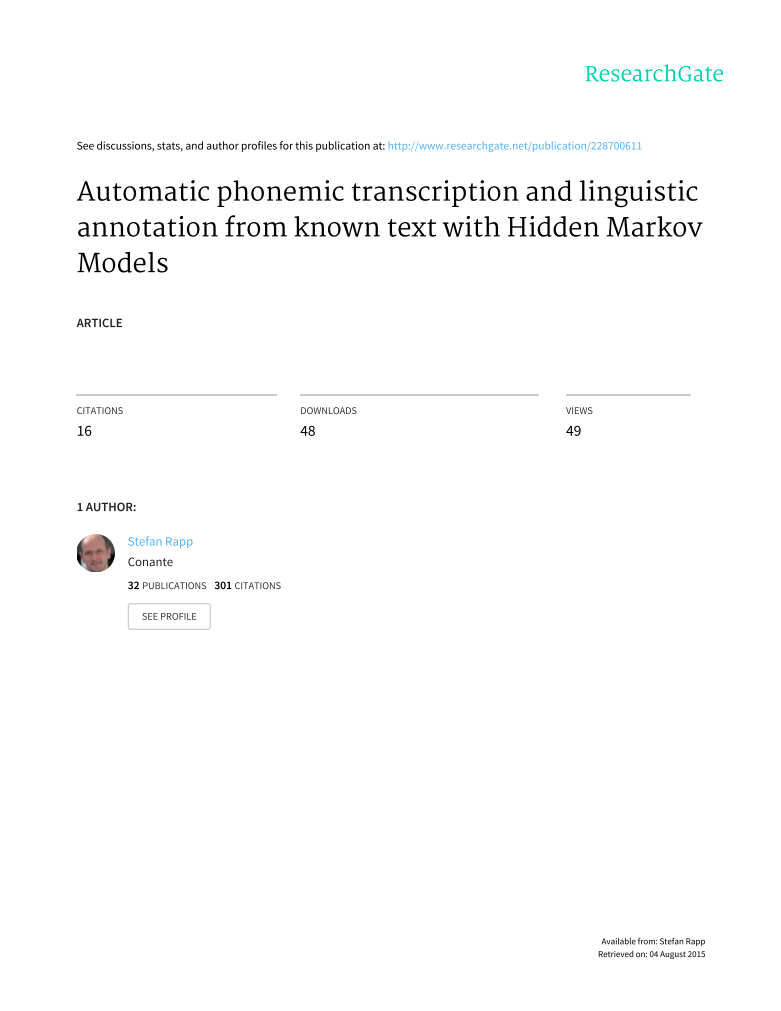 ResearchGate
See discussions, stats, and author profiles for this publication at: http://www.researchgate.net/publication/228700611
Automatic phonemic transcription and linguistic
annotation from known text with Hidden Markov
Models
ARTICLE
CITATIONS
16
DOWNLOADS
48
VIEWS
49
1 AUTHOR:
Stefan Rapp
Conante
32 PUBLICATIONS 301 CITATIONS
SEE PROFILE
Available from: Stefan Rapp
Retrieved on: 04 August 2015